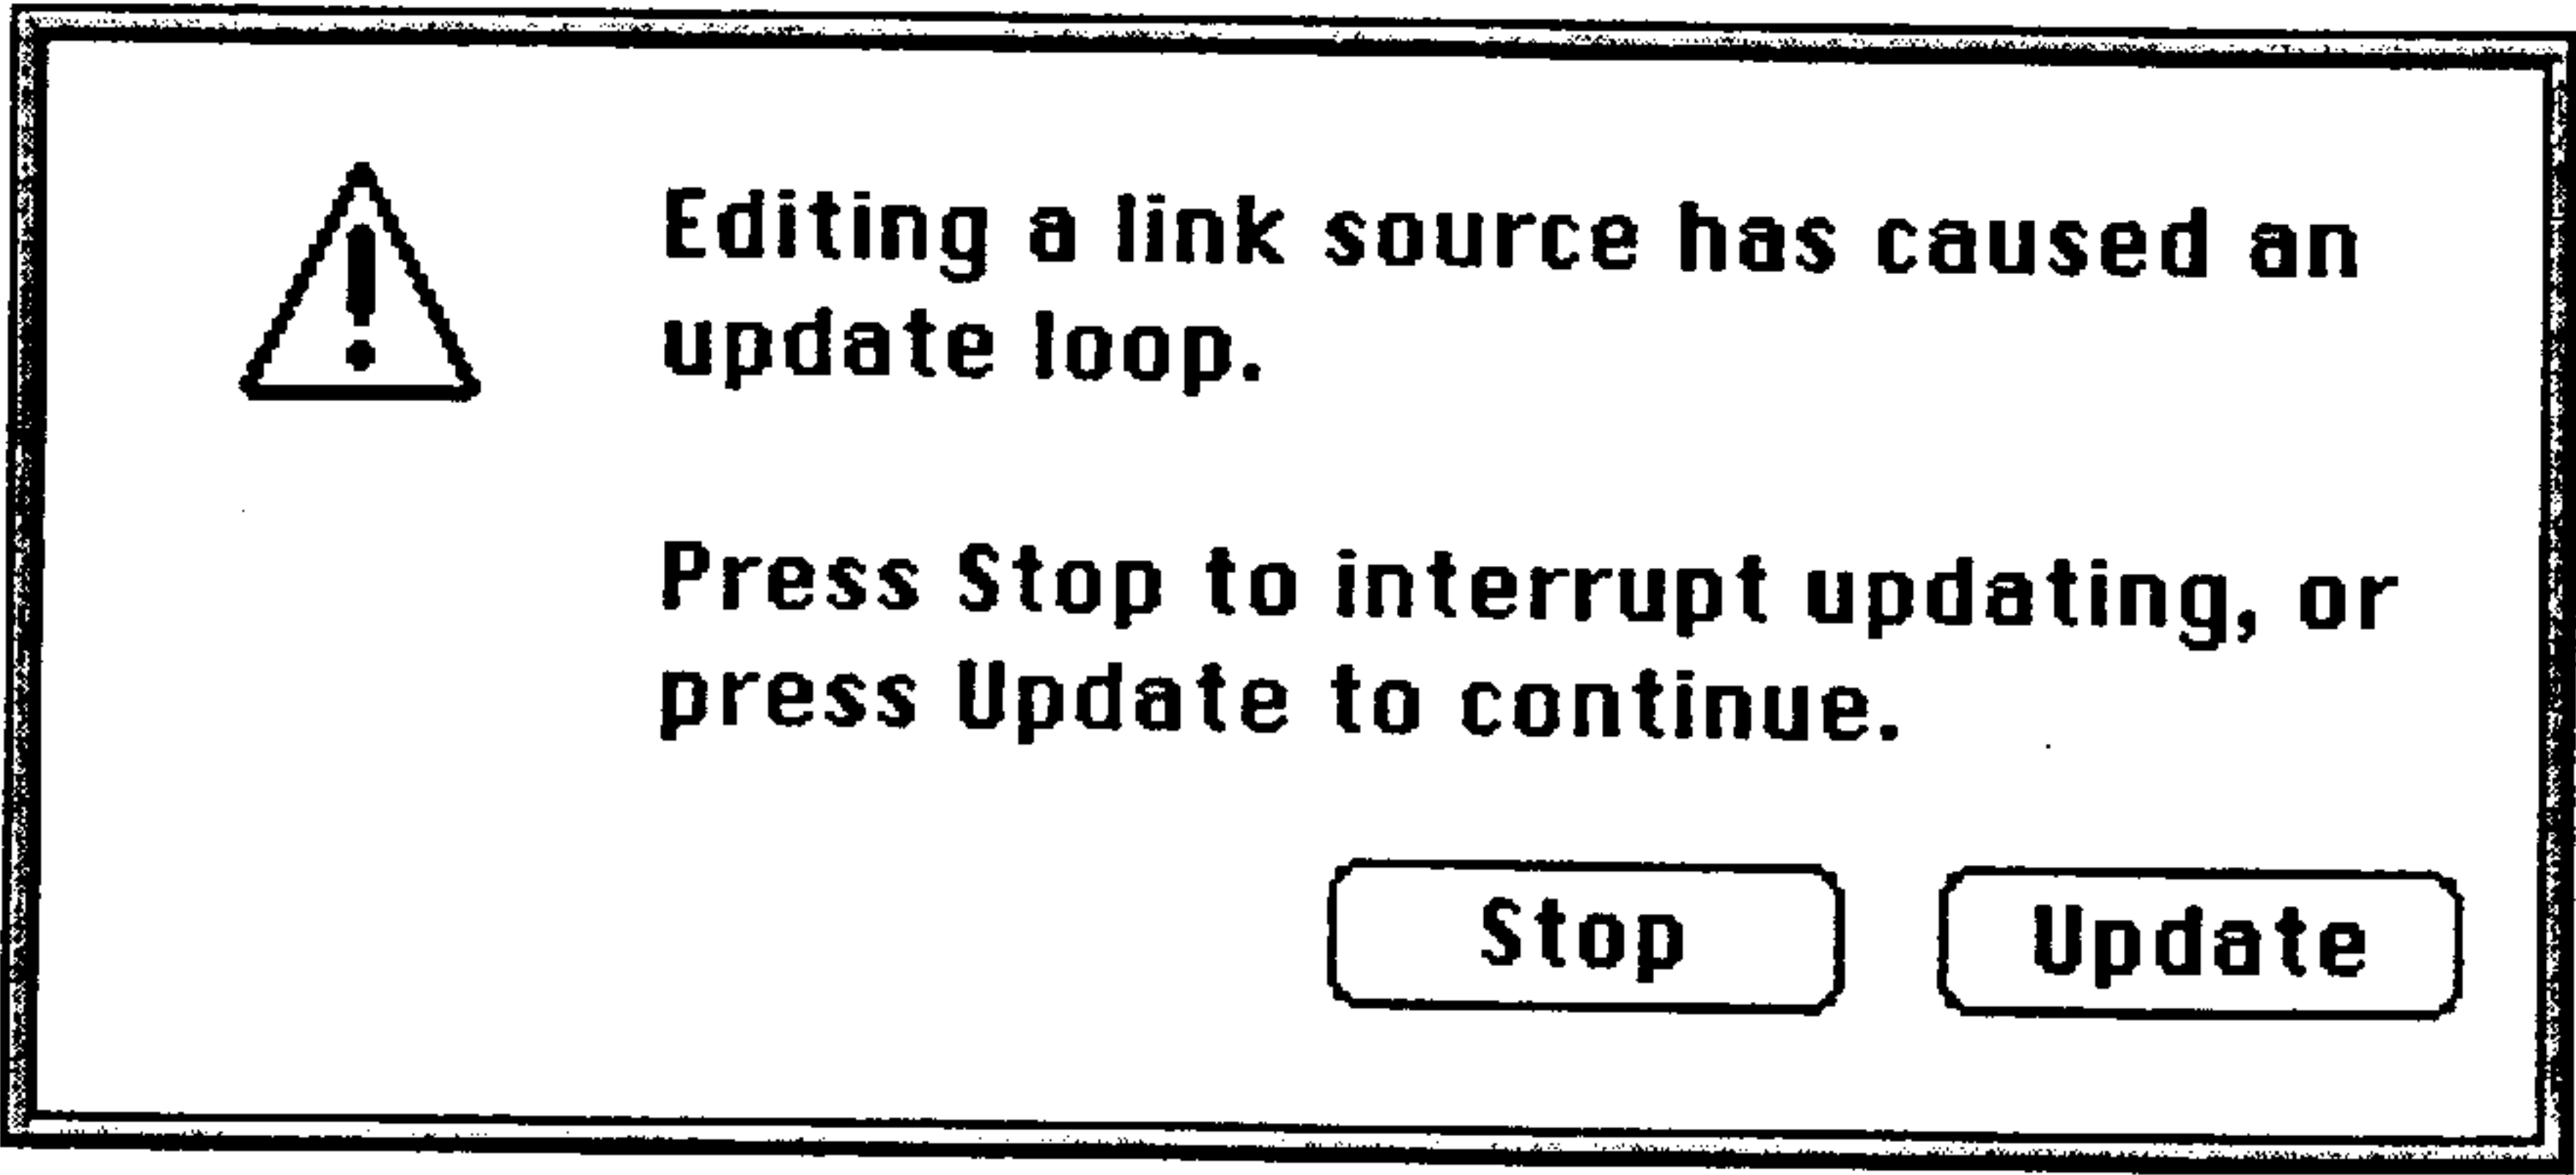 Editing a link source has caused an
update loop.
Press Stop to interrupt updating, or
press Update to continue.
Stop
Update